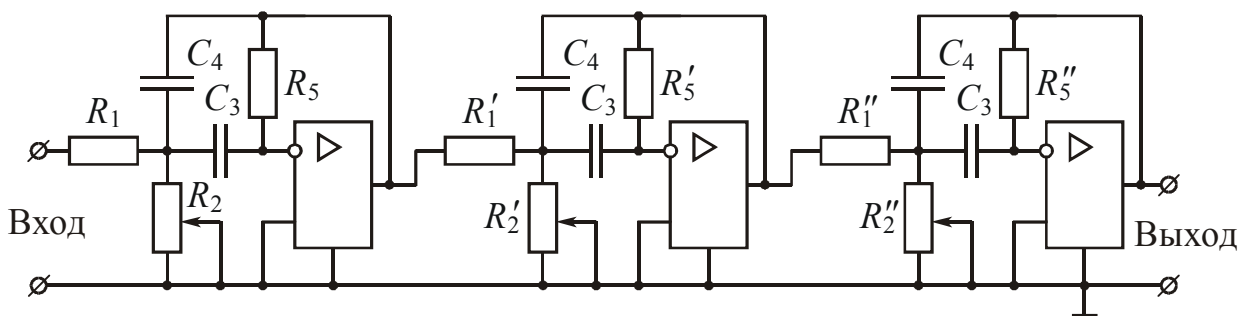 C₄
R₅
C₃
R₁
R₂
C₄
R₅′
C₃
R₁′
R₂′
C₄
R₅″
C₃
R₁″
R₂″
Вход
Выход